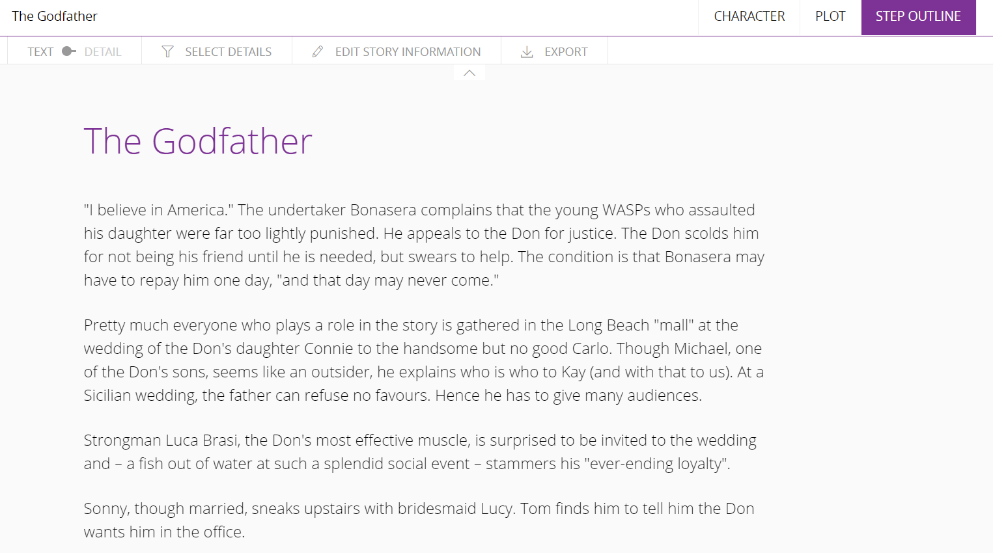 The Godfather
CHARACTER
PLOT
STEP OUTLINE
TEXT
DETAIL
SELECT DETAILS
EDIT STORY INFORMATION
EXPORT
The Godfather
"I believe in America." The undertaker Bonasera complains that the young WASPs who assaulted
his daughter were far too lightly punished. He appeals to the Don for justice. The Don scolds him
for not being his friend until he is needed, but swears to help. The condition is that Bonasera may
have to repay him one day, "and that day may never come."
Pretty much everyone who plays a role in the story is gathered in the Long Beach "mall" at the
wedding of the Don's daughter Connie to the handsome but no good Carlo. Though Michael, one
of the Don's sons, seems like an outsider, he explains who is who to Kay (and with that to us). At a
Sicilian wedding, the father can refuse no favours. Hence he has to give many audiences.
Strongman Luca Brasi, the Don's most effective muscle, is surprised to be invited to the wedding
and – a fish out of water at such a splendid social event – stammers his "ever-ending loyalty".
Sonny, though married, sneaks upstairs with bridesmaid Lucy. Tom finds him to tell him the Don
wants him in the office.